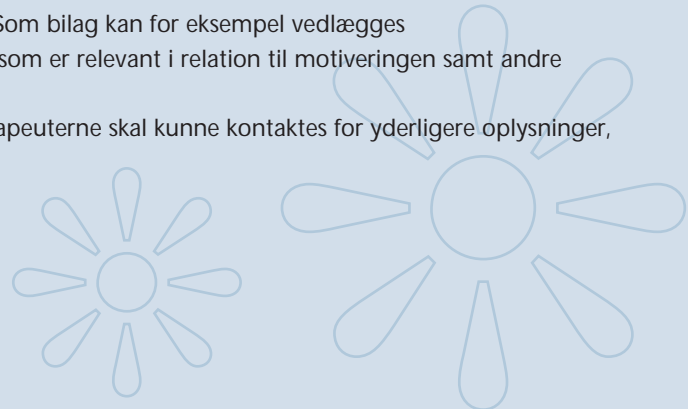 Som bilag kan for eksempel vedlægges
som er relevant i relation til motiveringen samt andre
apeuterne skal kunne kontaktes for yderligere oplysninger,